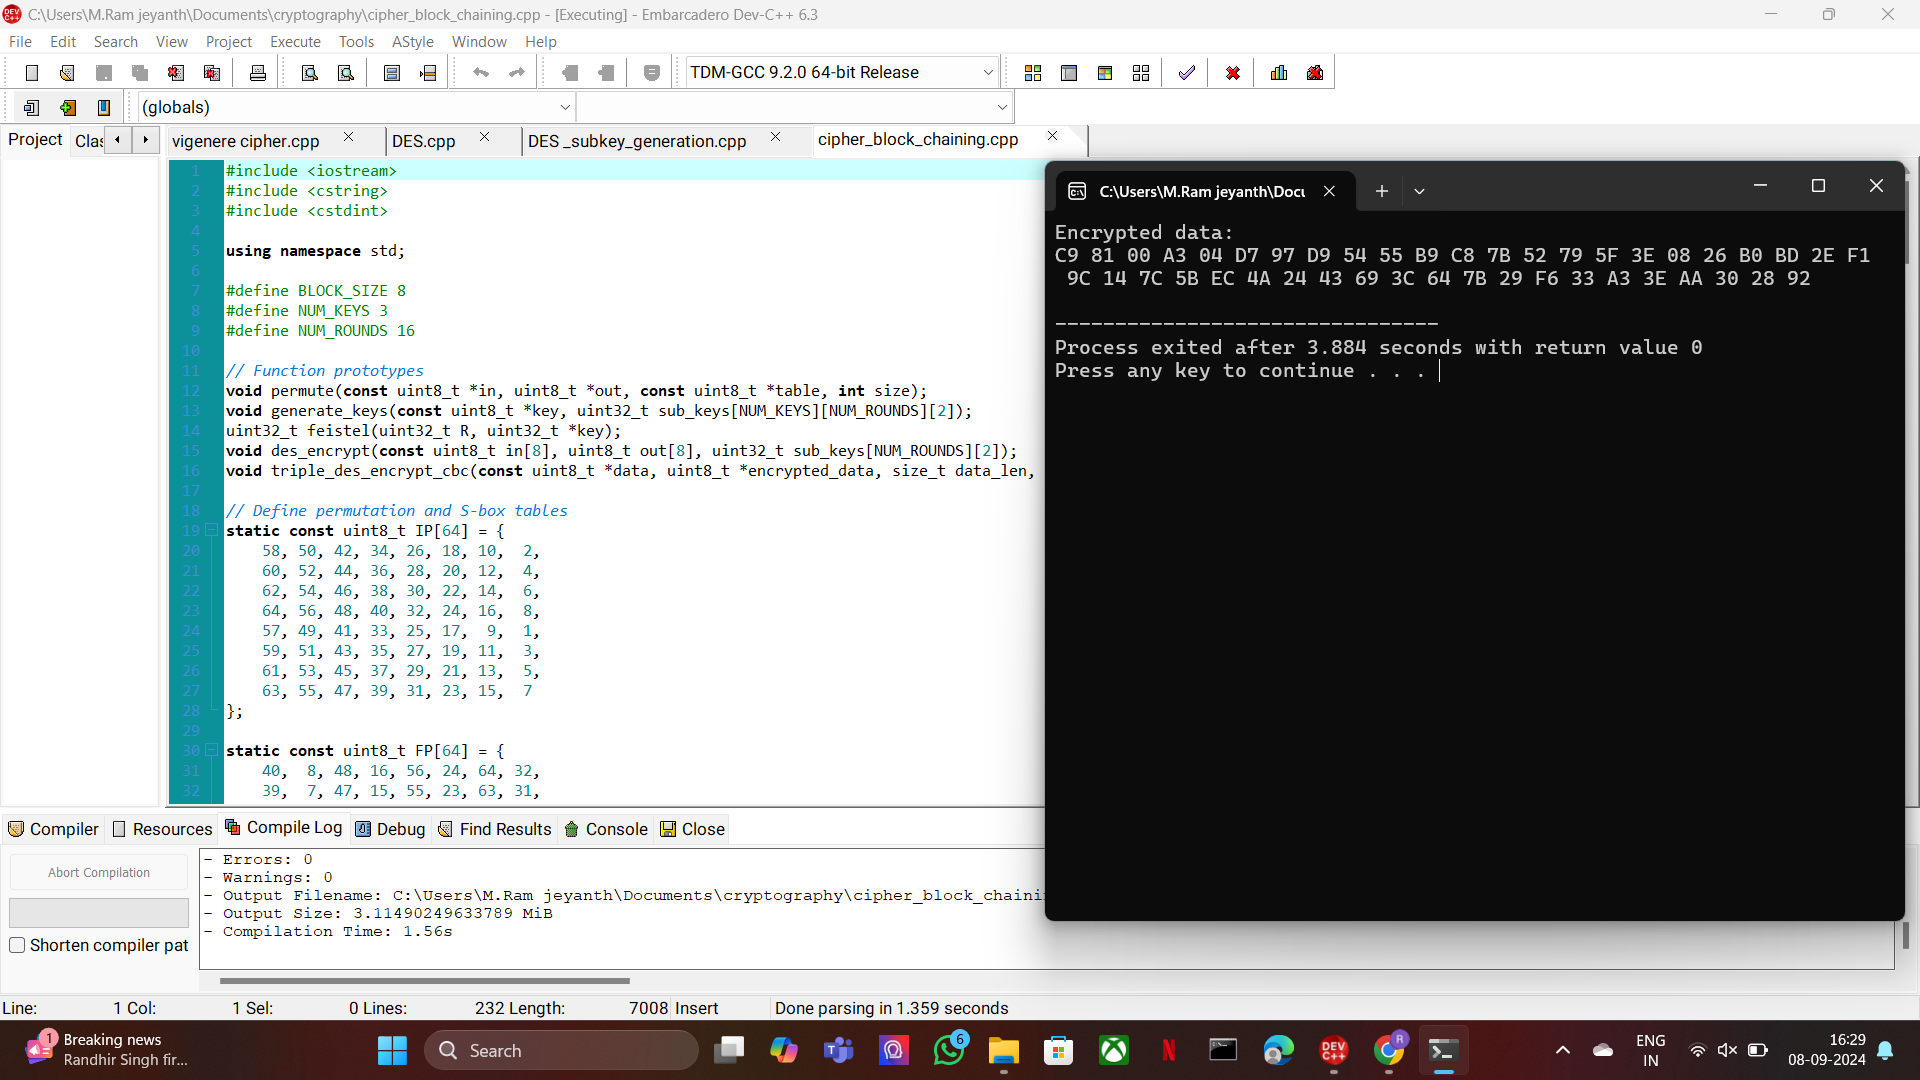 C:\Users\M.Ram jeyanth\Documents\cryptography\cipher_block_chaining.cpp - [Executing] - Embarcadero Dev-C++ 6.3
File Edit Search View Project Execute Tools AStyle Window Help
TDM-GCC 9.2.0 64-bit Release
(globals)
Project Clas vigenere cipher.cpp DES.cpp DES _subkey_generation.cpp cipher_block_chaining.cpp
1 #include <iostream>
2 #include <cstring>
3 #include <cstdint>
4
5 using namespace std;
6
7 #define BLOCK_SIZE 8
8 #define NUM_KEYS 3
9 #define NUM_ROUNDS 16
10
11 // Function prototypes
12 void permute(const uint8_t *in, uint8_t *out, const uint8_t *table, int size);
13 void generate_keys(const uint8_t *key, uint32_t sub_keys[NUM_KEYS][NUM_ROUNDS][2]);
14 uint32_t feistel(uint32_t R, uint32_t *key);
15 void des_encrypt(const uint8_t in[8], uint8_t out[8], uint32_t sub_keys[NUM_ROUNDS][2]);
16 void triple_des_encrypt_cbc(const uint8_t *data, uint8_t *encrypted_data, size_t data_len,
17
18 // Define permutation and S-box tables
19 static const uint8_t IP[64] = {
20 58, 50, 42, 34, 26, 18, 10, 2,
21 60, 52, 44, 36, 28, 20, 12, 4,
22 62, 54, 46, 38, 30, 22, 14, 6,
23 64, 56, 48, 40, 32, 24, 16, 8,
24 57, 49, 41, 33, 25, 17, 9, 1,
25 59, 51, 43, 35, 27, 19, 11, 3,
26 61, 53, 45, 37, 29, 21, 13, 5,
27 63, 55, 47, 39, 31, 23, 15, 7
28 };
29
30 static const uint8_t FP[64] = {
31 40, 8, 48, 16, 56, 24, 64, 32,
32 39, 7, 47, 15, 55, 23, 63, 31,
C:\Users\M.Ram jeyanth\Docu
Encrypted data:
C9 81 00 A3 04 D7 97 D9 54 55 B9 C8 7B 52 79 5F 3E 08 26 B0 BD 2E F1
9C 14 7C 5B EC 4A 24 43 69 3C 64 7B 29 F6 33 A3 3E AA 30 28 92
--------------------------------
Process exited after 3.884 seconds with return value 0
Press any key to continue . . .
Compiler Resources Compile Log Debug Find Results Console Close
Abort Compilation
Shorten compiler pat
- Errors: 0
- Warnings: 0
- Output Filename: C:\Users\M.Ram jeyanth\Documents\cryptography\cipher_block_chaini
- Output Size: 3.11490249633789 MiB
- Compilation Time: 1.56s
Line: 1 Col: 1 Sel: 0 Lines: 232 Length: 7008 Insert Done parsing in 1.359 seconds
1
Breaking news
Randhir Singh fir...
Search
6
DEV C++
R
ENG
IN
16:29
08-09-2024